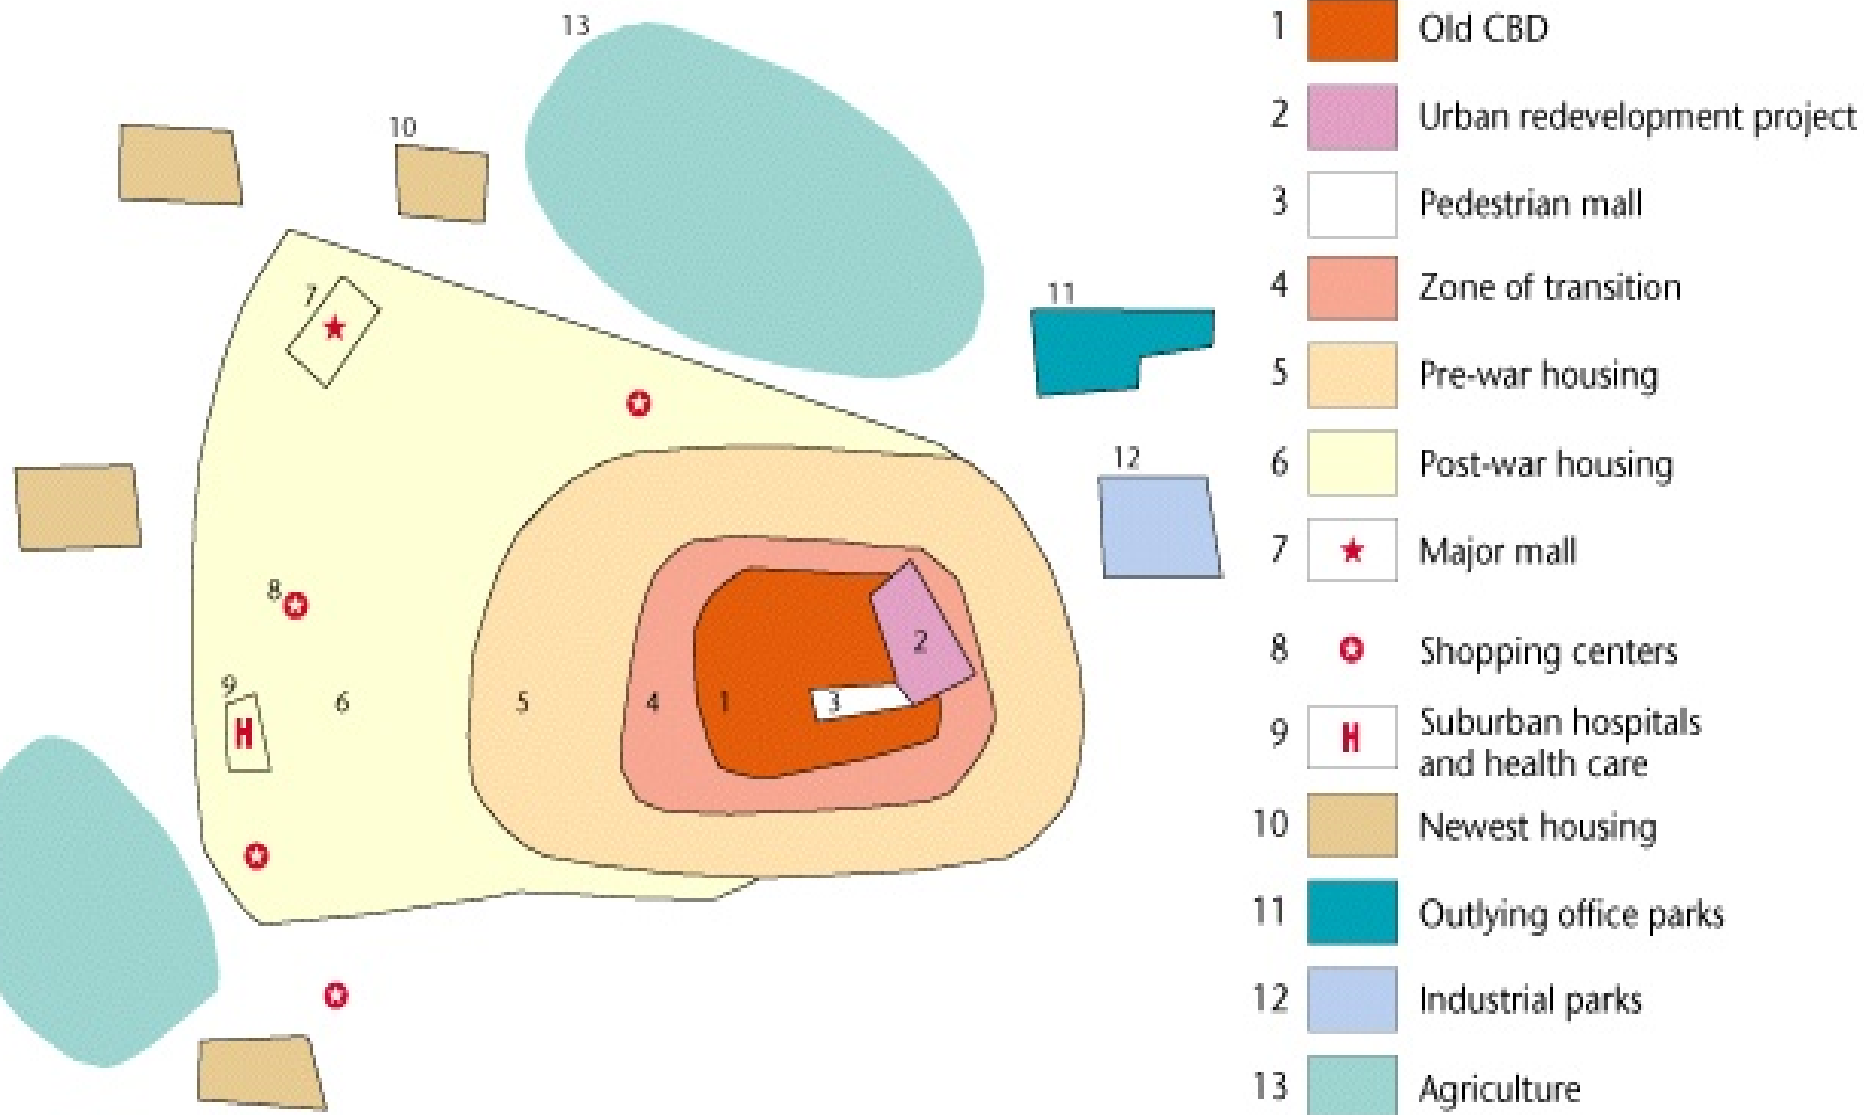 13
10
7
11
12
8
9
6
5
4
1
3
2
1 Old CBD
2 Urban redevelopment project
3 Pedestrian mall
4 Zone of transition
5 Pre-war housing
6 Post-war housing
7 Major mall
8 Shopping centers
9 H Suburban hospitals
and health care
10 Newest housing
11 Outlying office parks
12 Industrial parks
13 Agriculture
H